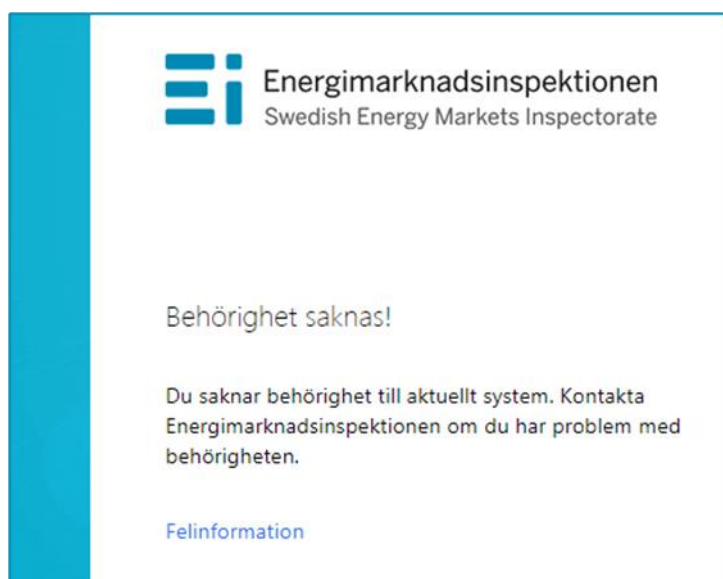 Energimarknadsinspektionen
Swedish Energy Markets Inspectorate
Behörighet saknas!
Du saknar behörighet till aktuellt system. Kontakta
Energimarknadsinspektionen om du har problem med
behörigheten.
Felinformation